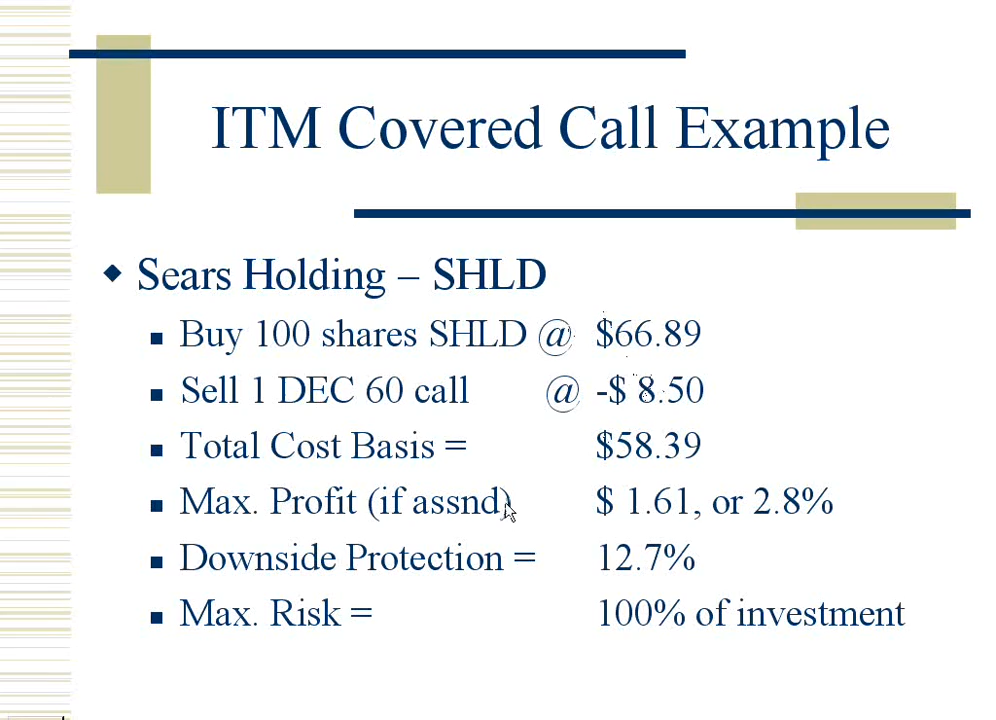 ITM Covered Call Example
Sears Holding – SHLD
Buy 100 shares SHLD @ $66.89
Sell 1 DEC 60 call @ -$ 8.50
Total Cost Basis = $58.39
Max. Profit (if assnd) $ 1.61, or 2.8%
Downside Protection = 12.7%
Max. Risk = 100% of investment